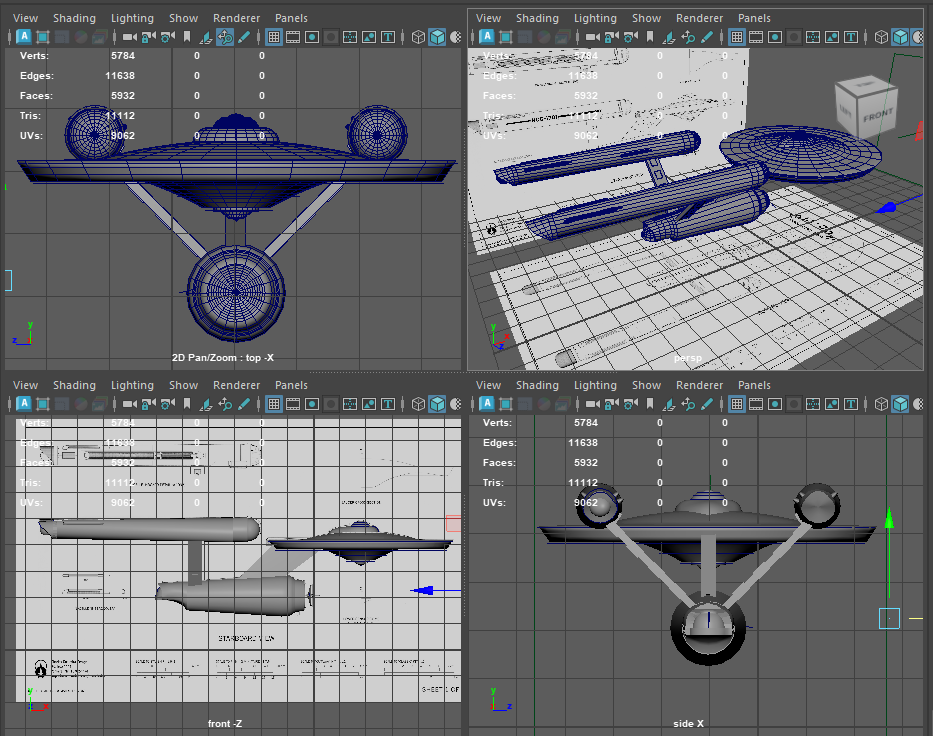 View Shading Lighting Show Renderer Panels
Verts: 5784 0 0
Edges: 11638 0 0
Faces: 5932 0 0
Tris: 11112 0 0
UVs: 9062 0 0
y
z
2D Pan/Zoom : top -X
View Shading Lighting Show Renderer Panels
Verts: 5784 0 0
Edges: 11638 0 0
Faces: 5932 0 0
Tris: 11112 0 0
UVs: 9062 0 0
FRONT
y
z
persp
View Shading Lighting Show Renderer Panels
Verts: 5784 0 0
Edges: 11638 0 0
Faces: 5932 0 0
Tris: 11112 0 0
UVs: 9062 0 0
STARBOARD VIEW
SHEET 1 OF
y
front -Z
View Shading Lighting Show Renderer Panels
Verts: 5784 0 0
Edges: 11638 0 0
Faces: 5932 0 0
Tris: 11112 0 0
UVs: 9062 0 0
y
z
side X